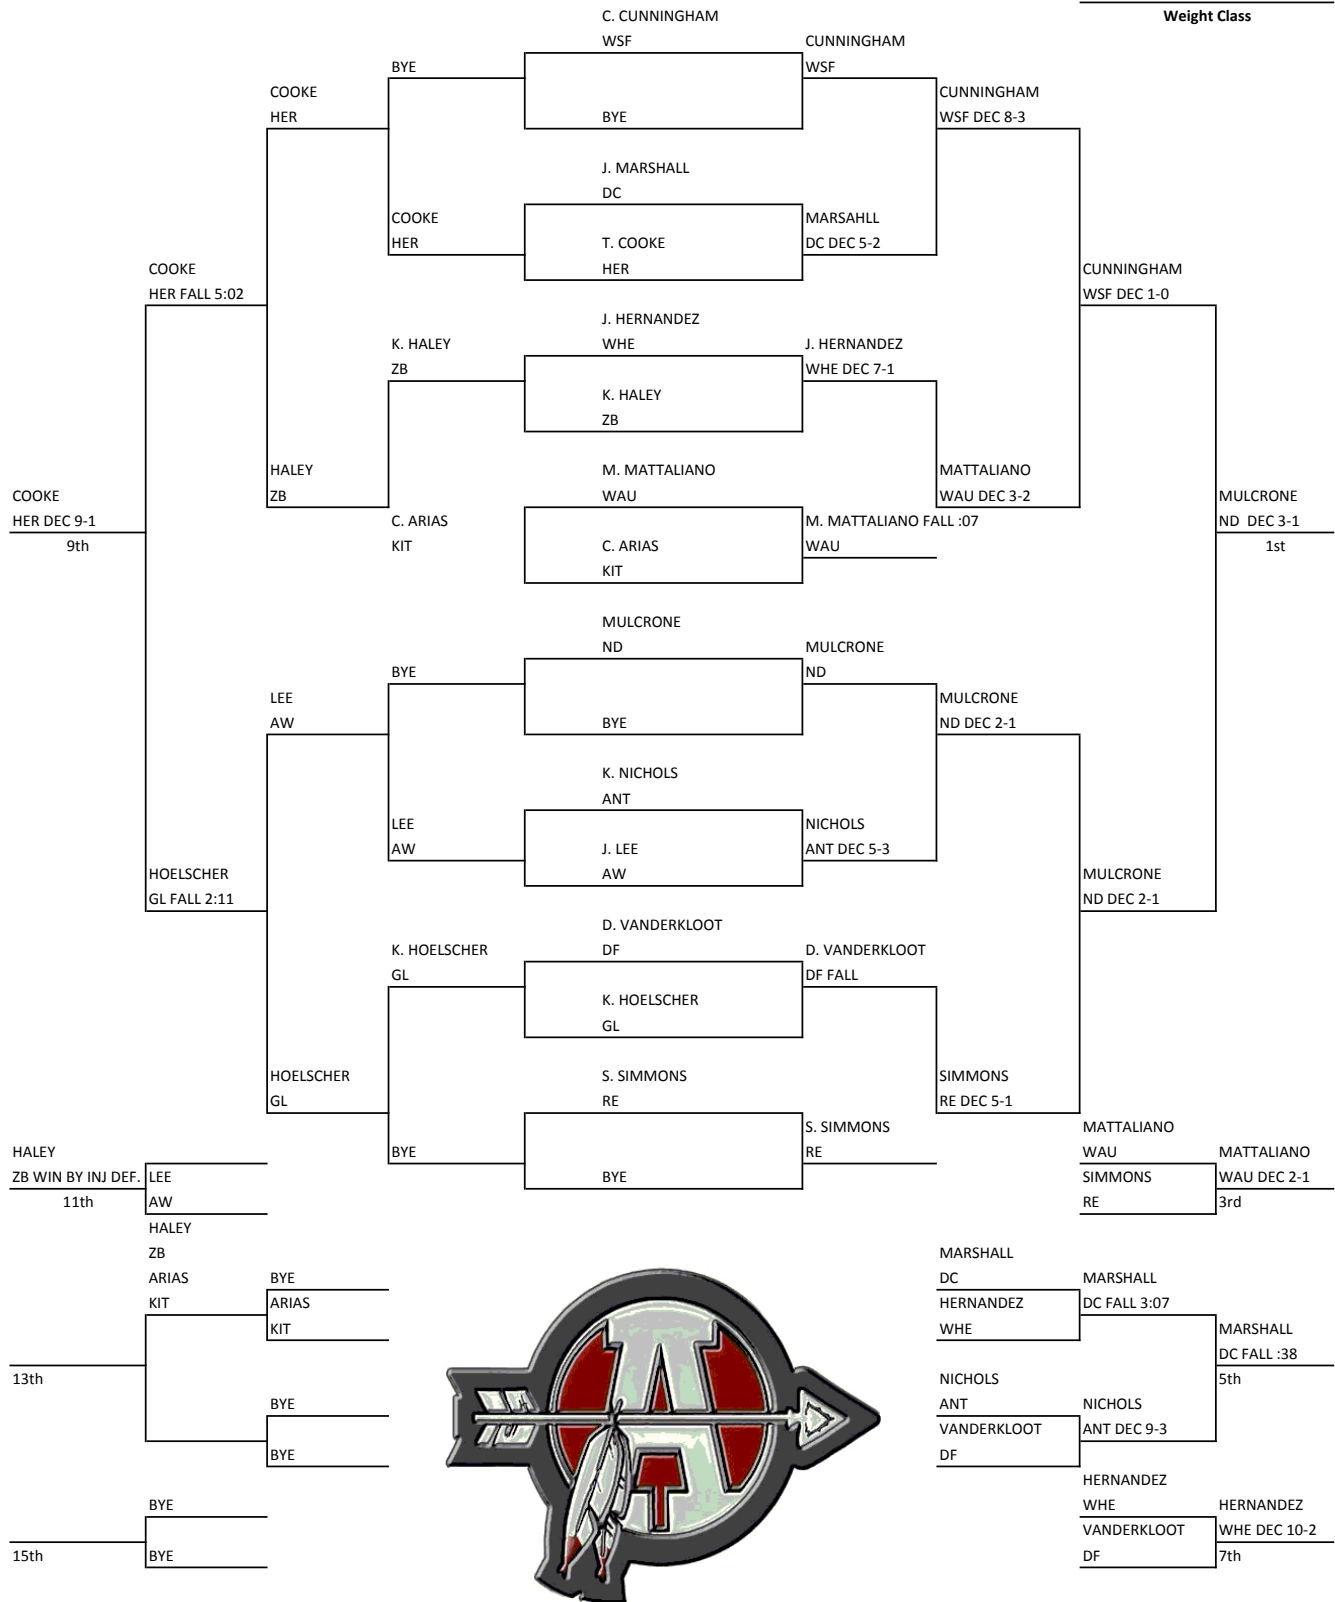 Weight Class
C. CUNNINGHAM
WSF
CUNNINGHAM
BYE
WSF
COOKE
CUNNINGHAM
HER
BYE
WSF DEC 8-3
J. MARSHALL
DC
COOKE
MARSAHLL
HER
T. COOKE
DC DEC 5-2
COOKE
HER
CUNNINGHAM
HER FALL 5:02
WSF DEC 1-0
J. HERNANDEZ
K. HALEY
WHE
J. HERNANDEZ
ZB
WHE DEC 7-1
K. HALEY
ZB
HALEY
M. MATTALIANO
MATTALIANO
COOKE
ZB
WAU
WAU DEC 3-2
MULCRONE
HER DEC 9-1
C. ARIAS
M. MATTALIANO FALL :07
ND  DEC 3-1
9th
KIT
C. ARIAS
WAU
1st
KIT
MULCRONE
ND
MULCRONE
BYE
ND
LEE
MULCRONE
AW
BYE
ND DEC 2-1
K. NICHOLS
ANT
LEE
NICHOLS
AW
J. LEE
ANT DEC 5-3
HOELSCHER
AW
MULCRONE
GL FALL 2:11
ND DEC 2-1
D. VANDERKLOOT
K. HOELSCHER
DF
D. VANDERKLOOT
GL
DF FALL
K. HOELSCHER
GL
HOELSCHER
S. SIMMONS
SIMMONS
GL
RE
RE DEC 5-1
S. SIMMONS
MATTALIANO
HALEY
BYE
RE
WAU
MATTALIANO
ZB WIN BY INJ DEF.
LEE
BYE
SIMMONS
WAU DEC 2-1
11th
AW
RE
3rd
HALEY
ZB
MARSHALL
ARIAS
BYE
DC
MARSHALL
KIT
ARIAS
HERNANDEZ
DC FALL 3:07
KIT
WHE
MARSHALL
DC FALL :38
13th
NICHOLS
5th
BYE
ANT
NICHOLS
VANDERKLOOT
ANT DEC 9-3
BYE
DF
HERNANDEZ
BYE
WHE
HERNANDEZ
VANDERKLOOT
WHE DEC 10-2
15th
BYE
DF
7th
A